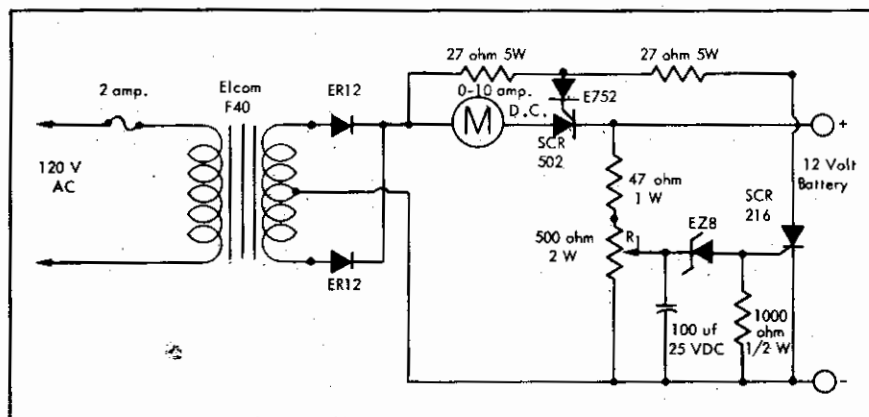 27 ohm 5W
27 ohm 5W
2 amp.
Elcom
F40
ER12
0-10 amp.
D.C.
E752
M
SCR
502
+
120 V
AC
47 ohm
1 W
12 Volt
Battery
SCR
216
EZ8
500 ohm
2 W
R1
ER12
100 uf
25 VDC
1000
ohm
1/2 W
-